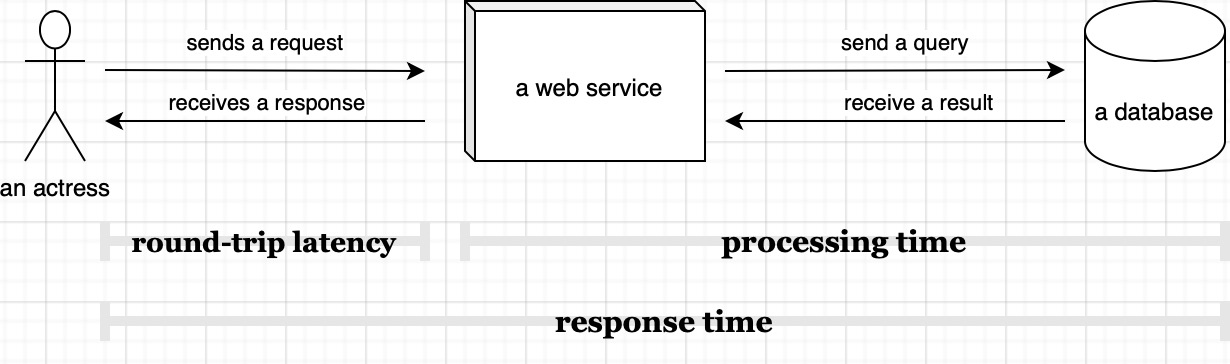 sends a request
receives a response
an actress
a web service
send a query
receive a result
a database
round-trip latency
processing time
response time